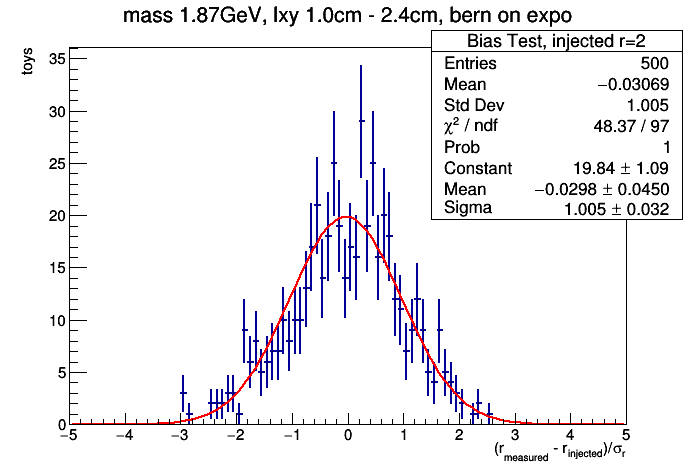 mass 1.87GeV, lxy 1.0cm - 2.4cm, bern on expo
toys
Bias Test, injected r=2
Entries 500
Mean −0.03069
Std Dev 1.005
χ² / ndf 48.37 / 97
Prob 1
Constant 19.84 ± 1.09
Mean −0.0298 ± 0.0450
Sigma 1.005 ± 0.032
35
30
25
20
15
10
5
0
−5 −4 −3 −2 −1 0 1 2 3 4 5
(r_measured - r_injected)/σ_r